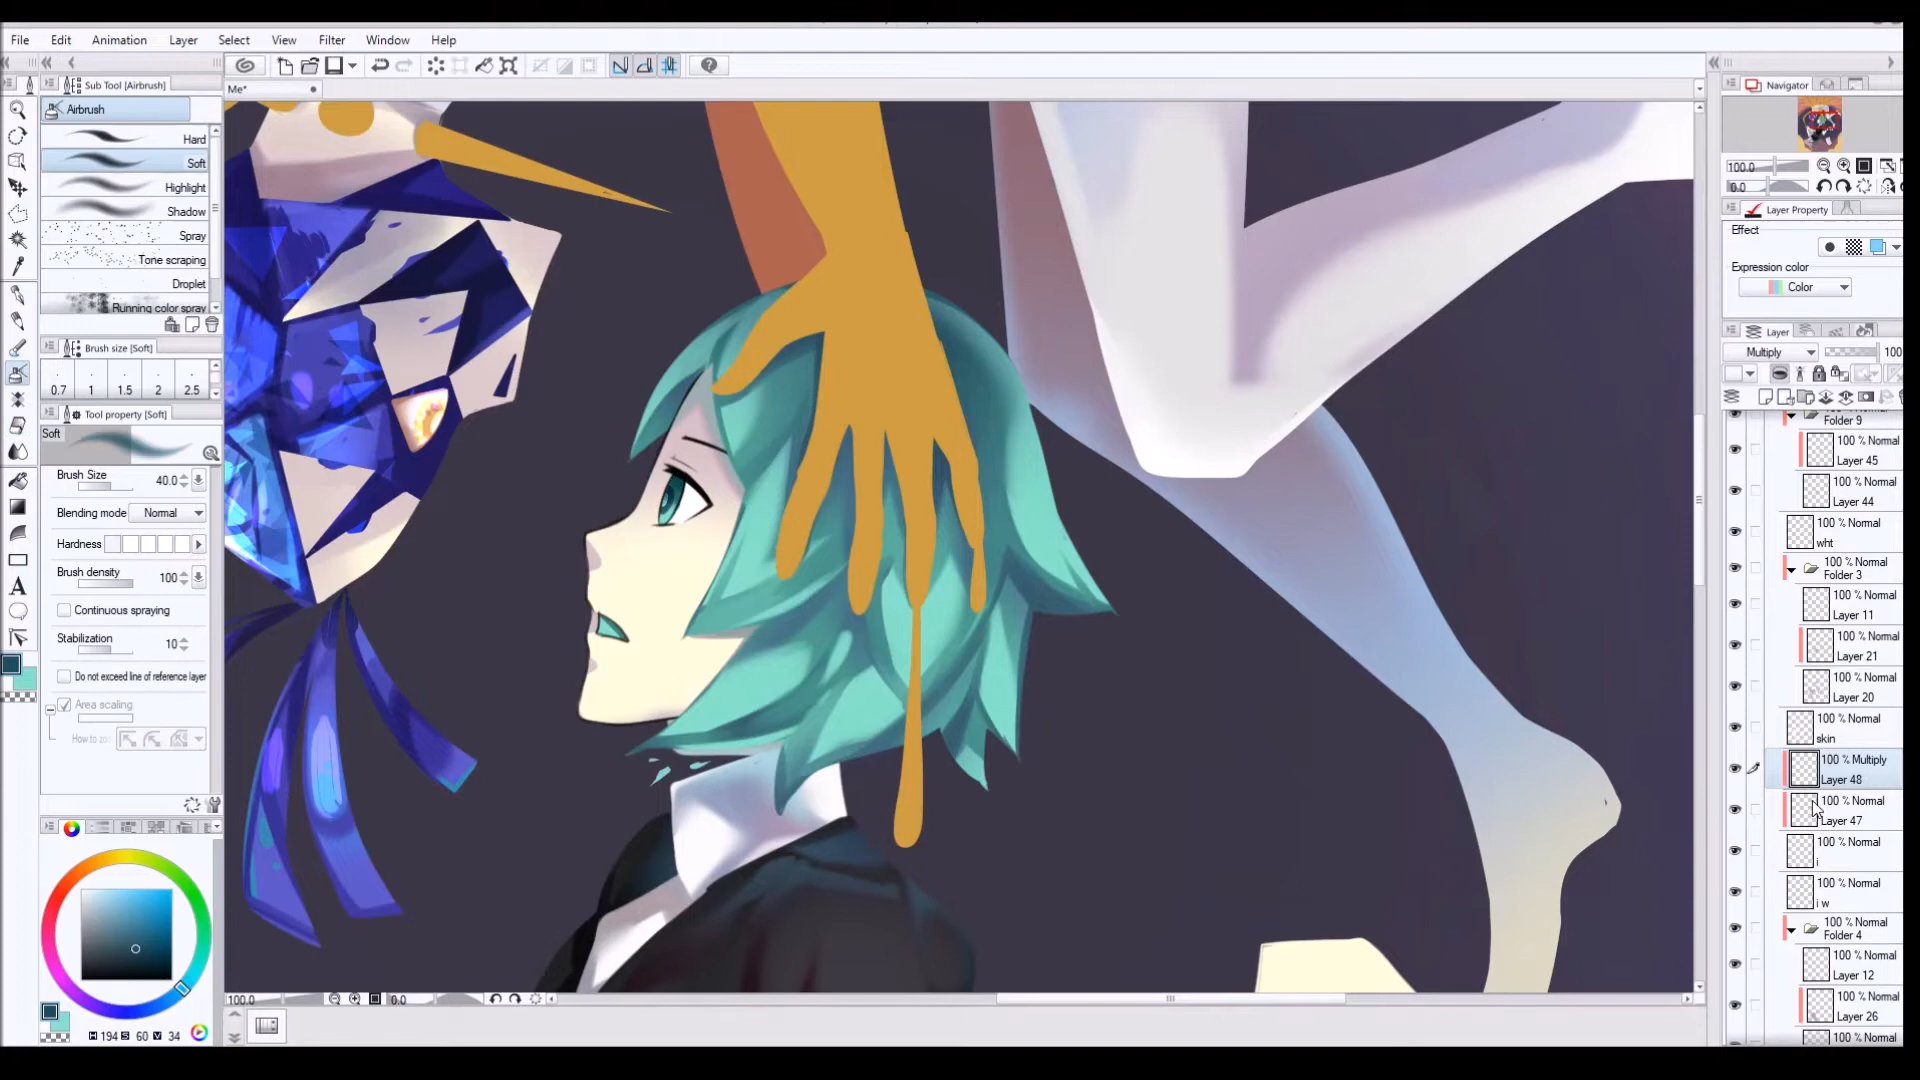 File Edit Animation Layer Select View Filter Window Help
Sub Tool [Airbrush]
Me*
Navigator
Airbrush
Hard
Soft
Highlight
Shadow
Spray
Tone scraping
Droplet
Running color spray
Brush size [Soft]
0.7 1 1.5 2 2.5
Tool property [Soft]
Soft
Brush Size 40.0
Blending mode Normal
Hardness
Brush density 100
Continuous spraying
Stabilization 10
Do not exceed line of reference layer
Area scaling
How to zo
H 194 S 60 V 34
100.0 0.0
100.0
0.0
Layer Property
Effect
Expression color
Color
Layer
Multiply 100
Folder 9
100 % Normal
Layer 45
100 % Normal
Layer 44
100 % Normal
wht
100 % Normal
Folder 3
100 % Normal
Layer 11
100 % Normal
Layer 21
100 % Normal
Layer 20
100 % Normal
skin
100 % Multiply
Layer 48
100 % Normal
Layer 47
100 % Normal
i
100 % Normal
i w
100 % Normal
Folder 4
100 % Normal
Layer 12
100 % Normal
Layer 26
100 % Normal